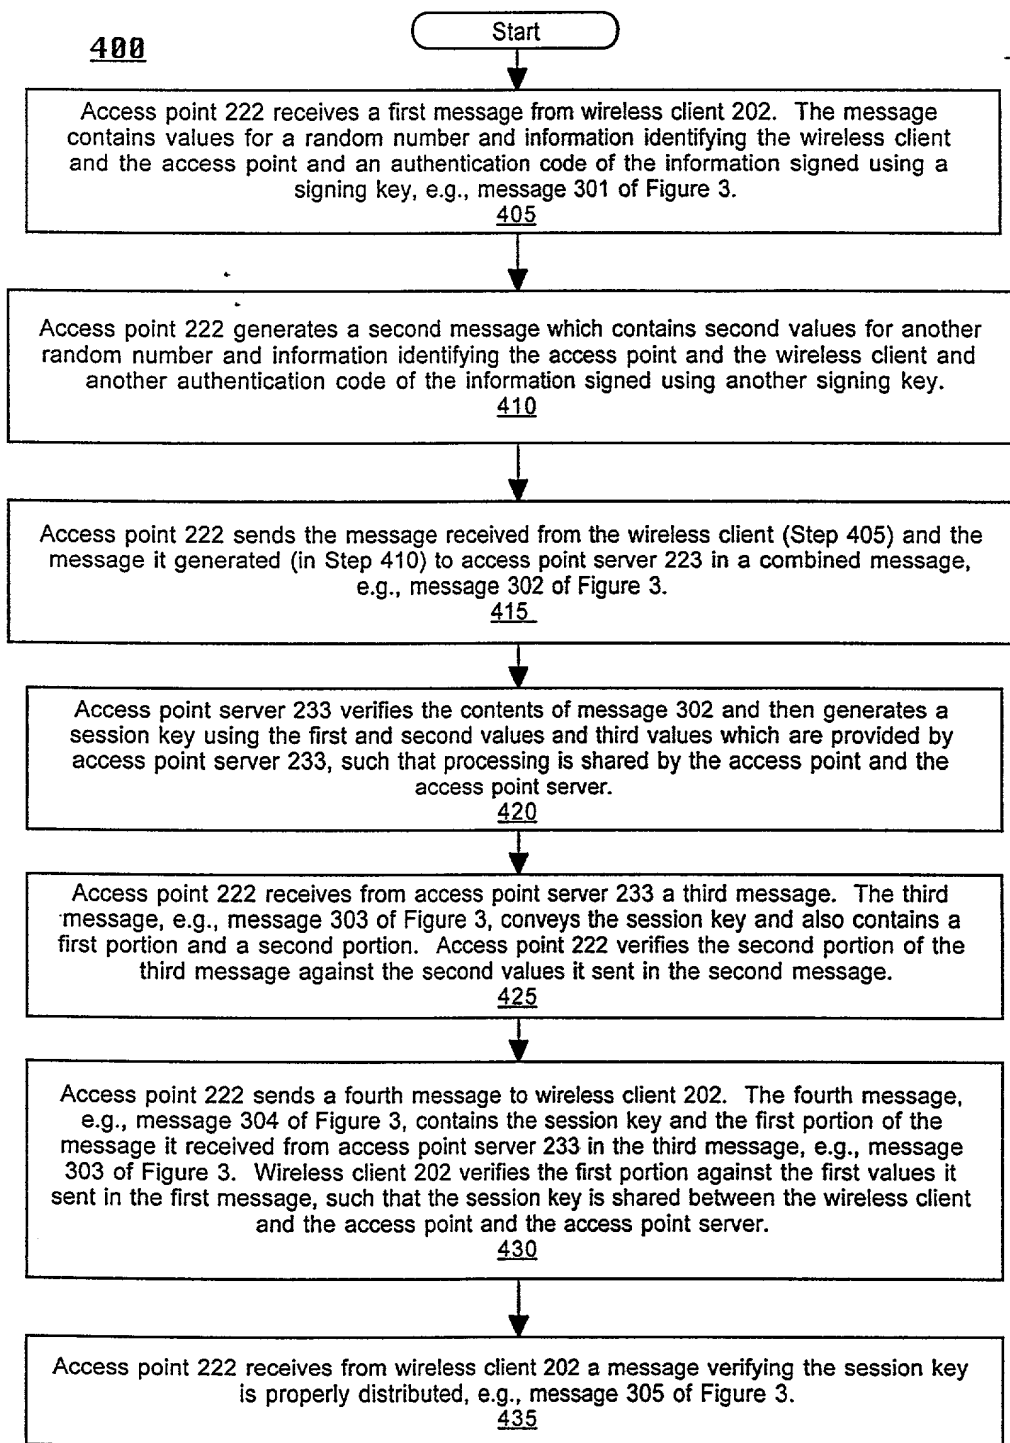 400
Start
Access point 222 receives a first message from wireless client 202. The message
contains values for a random number and information identifying the wireless client
and the access point and an authentication code of the information signed using a
signing key, e.g., message 301 of Figure 3.
405
Access point 222 generates a second message which contains second values for another
random number and information identifying the access point and the wireless client and
another authentication code of the information signed using another signing key.
410
Access point 222 sends the message received from the wireless client (Step 405) and the
message it generated (in Step 410) to access point server 223 in a combined message,
e.g., message 302 of Figure 3.
415
Access point server 233 verifies the contents of message 302 and then generates a
session key using the first and second values and third values which are provided by
access point server 233, such that processing is shared by the access point and the
access point server.
420
Access point 222 receives from access point server 233 a third message. The third
message, e.g., message 303 of Figure 3, conveys the session key and also contains a
first portion and a second portion. Access point 222 verifies the second portion of the
third message against the second values it sent in the second message.
425
Access point 222 sends a fourth message to wireless client 202. The fourth message,
e.g., message 304 of Figure 3, contains the session key and the first portion of the
message it received from access point server 233 in the third message, e.g., message
303 of Figure 3. Wireless client 202 verifies the first portion against the first values it
sent in the first message, such that the session key is shared between the wireless client
and the access point and the access point server.
430
Access point 222 receives from wireless client 202 a message verifying the session key
is properly distributed, e.g., message 305 of Figure 3.
435